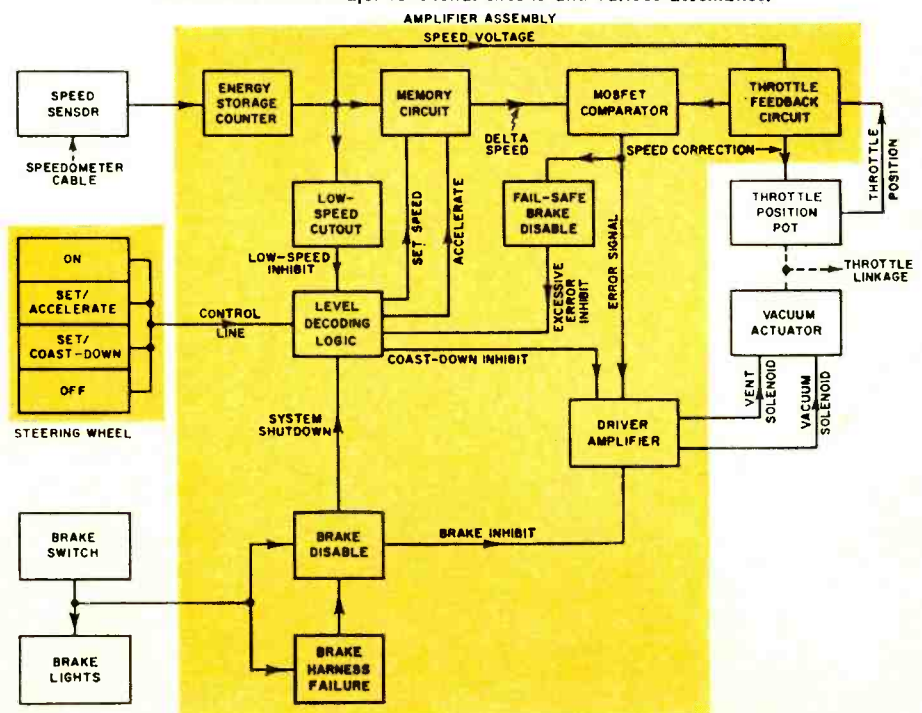 AMPLIFIER ASSEMBLY
SPEED VOLTAGE
SPEED
SENSOR
ENERGY
STORAGE
COUNTER
MEMORY
CIRCUIT
MOSFET
COMPARATOR
THROTTLE
FEEDBACK
CIRCUIT
DELTA
SPEED
SPEED CORRECTION
SPEEDOMETER
CABLE
THROTTLE
POSITION
LOW-
SPEED
CUTOUT
SET SPEED
ACCELERATE
FAIL-SAFE
BRAKE
DISABLE
ERROR SIGNAL
THROTTLE
POSITION
POT
LOW-SPEED
INHIBIT
EXCESSIVE
ERROR
INHIBIT
THROTTLE
LINKAGE
ON
SET/
ACCELERATE
SET/
COAST-DOWN
OFF
CONTROL
LINE
LEVEL
DECODING
LOGIC
VACUUM
ACTUATOR
COAST-DOWN INHIBIT
VENT
SOLENOID
VACUUM
SOLENOID
STEERING WHEEL
SYSTEM
SHUTDOWN
DRIVER
AMPLIFIER
BRAKE
SWITCH
BRAKE
DISABLE
BRAKE INHIBIT
BRAKE
LIGHTS
BRAKE
HARNESS
FAILURE